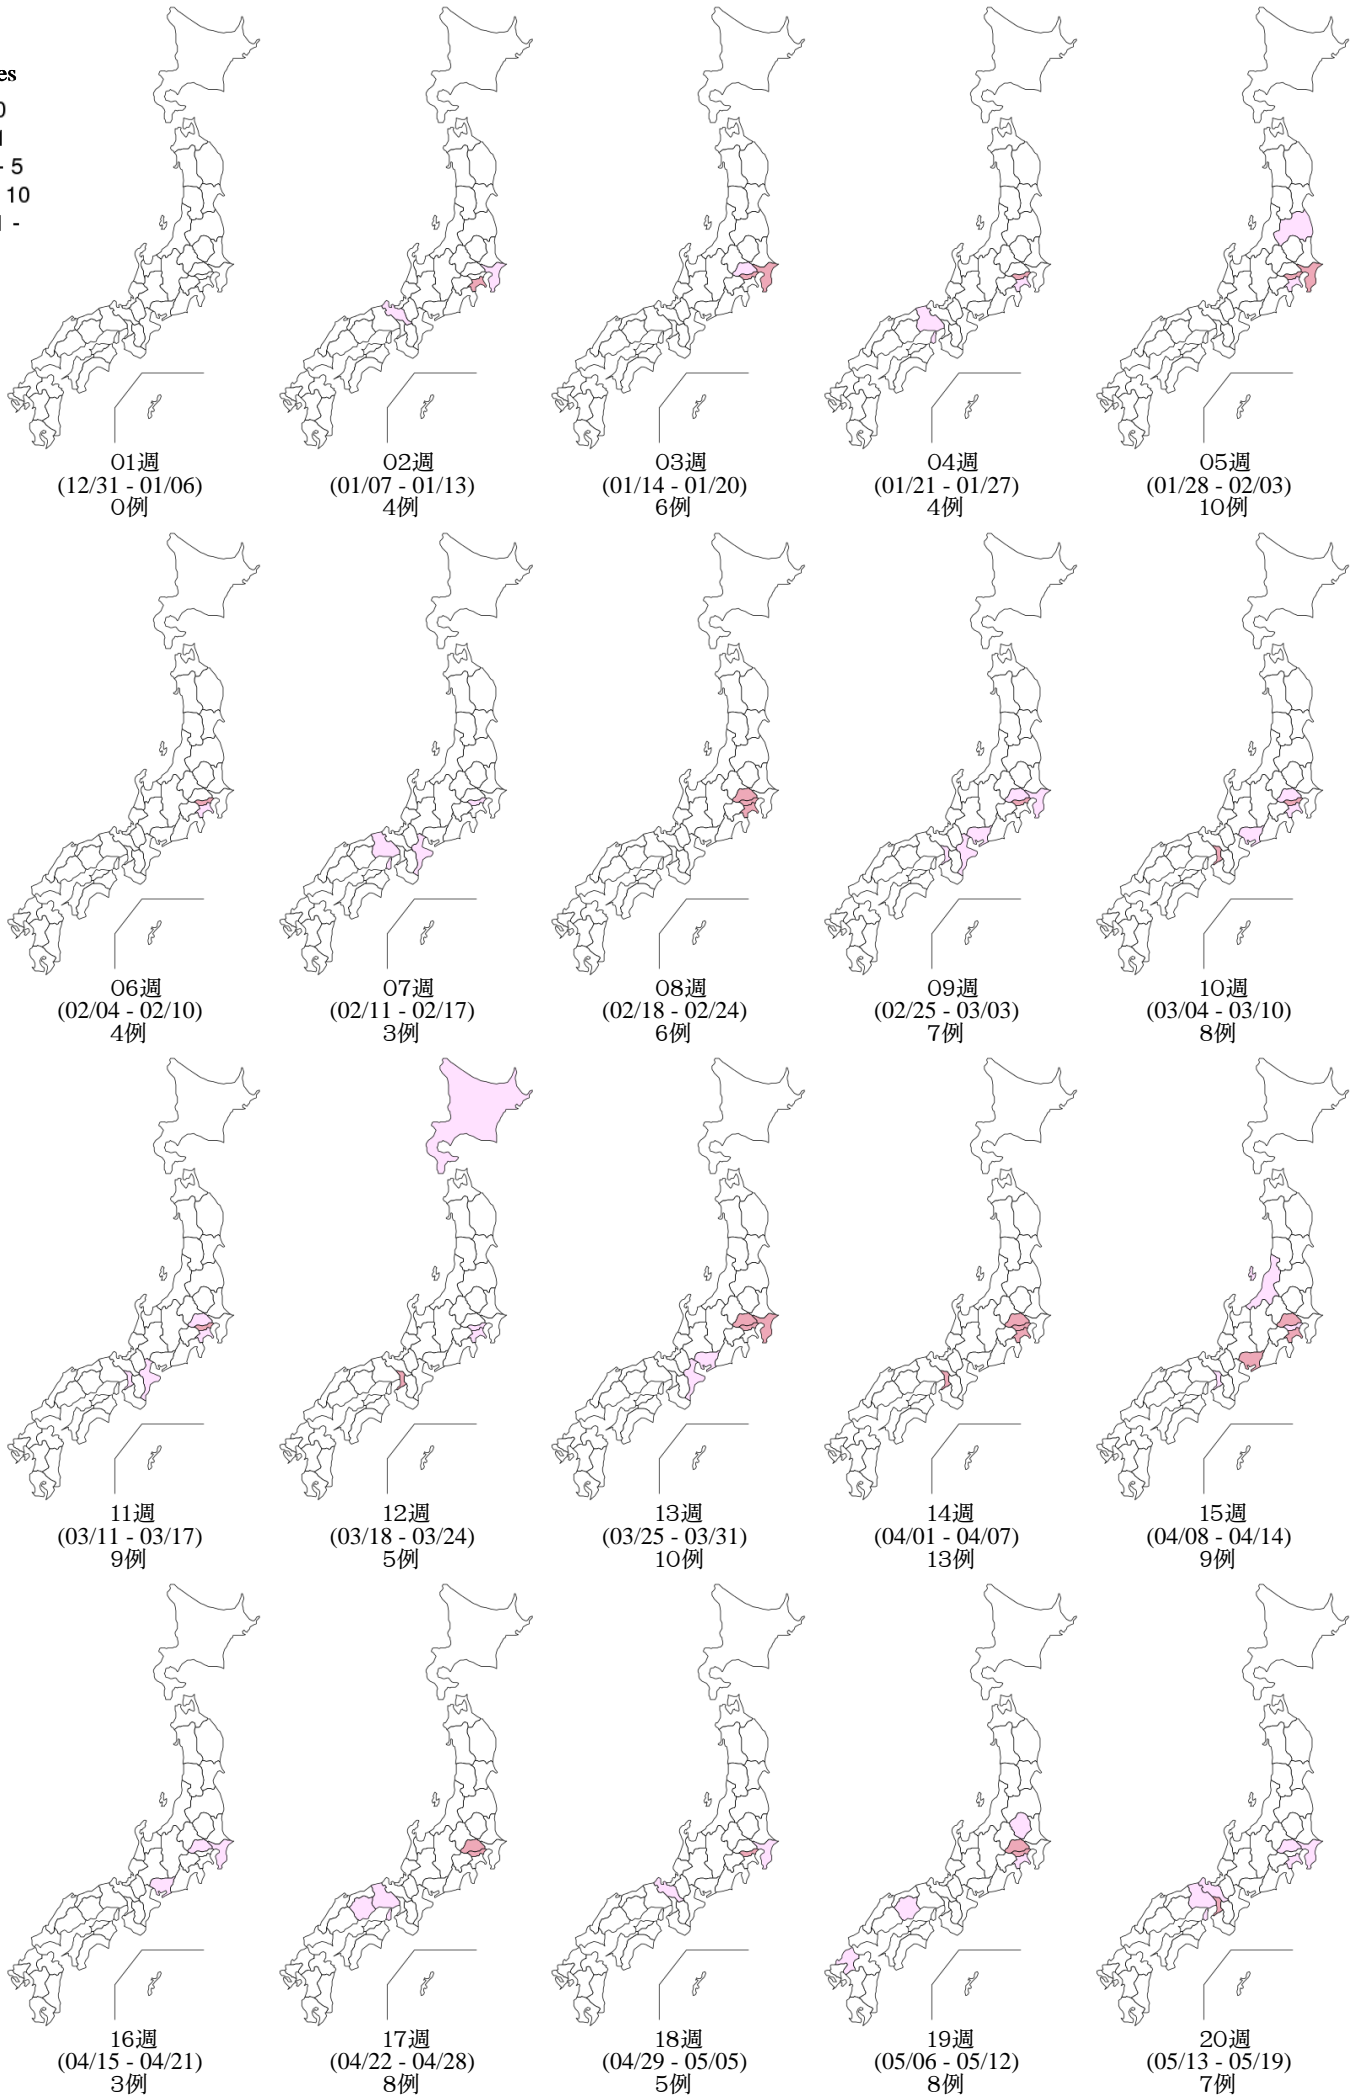 es
0
1
- 5
10
1 -
01週
(12/31 - 01/06)
0例
02週
(01/07 - 01/13)
4例
03週
(01/14 - 01/20)
6例
04週
(01/21 - 01/27)
4例
05週
(01/28 - 02/03)
10例
06週
(02/04 - 02/10)
4例
07週
(02/11 - 02/17)
3例
08週
(02/18 - 02/24)
6例
09週
(02/25 - 03/03)
7例
10週
(03/04 - 03/10)
8例
11週
(03/11 - 03/17)
9例
12週
(03/18 - 03/24)
5例
13週
(03/25 - 03/31)
10例
14週
(04/01 - 04/07)
13例
15週
(04/08 - 04/14)
9例
16週
(04/15 - 04/21)
3例
17週
(04/22 - 04/28)
8例
18週
(04/29 - 05/05)
5例
19週
(05/06 - 05/12)
8例
20週
(05/13 - 05/19)
7例